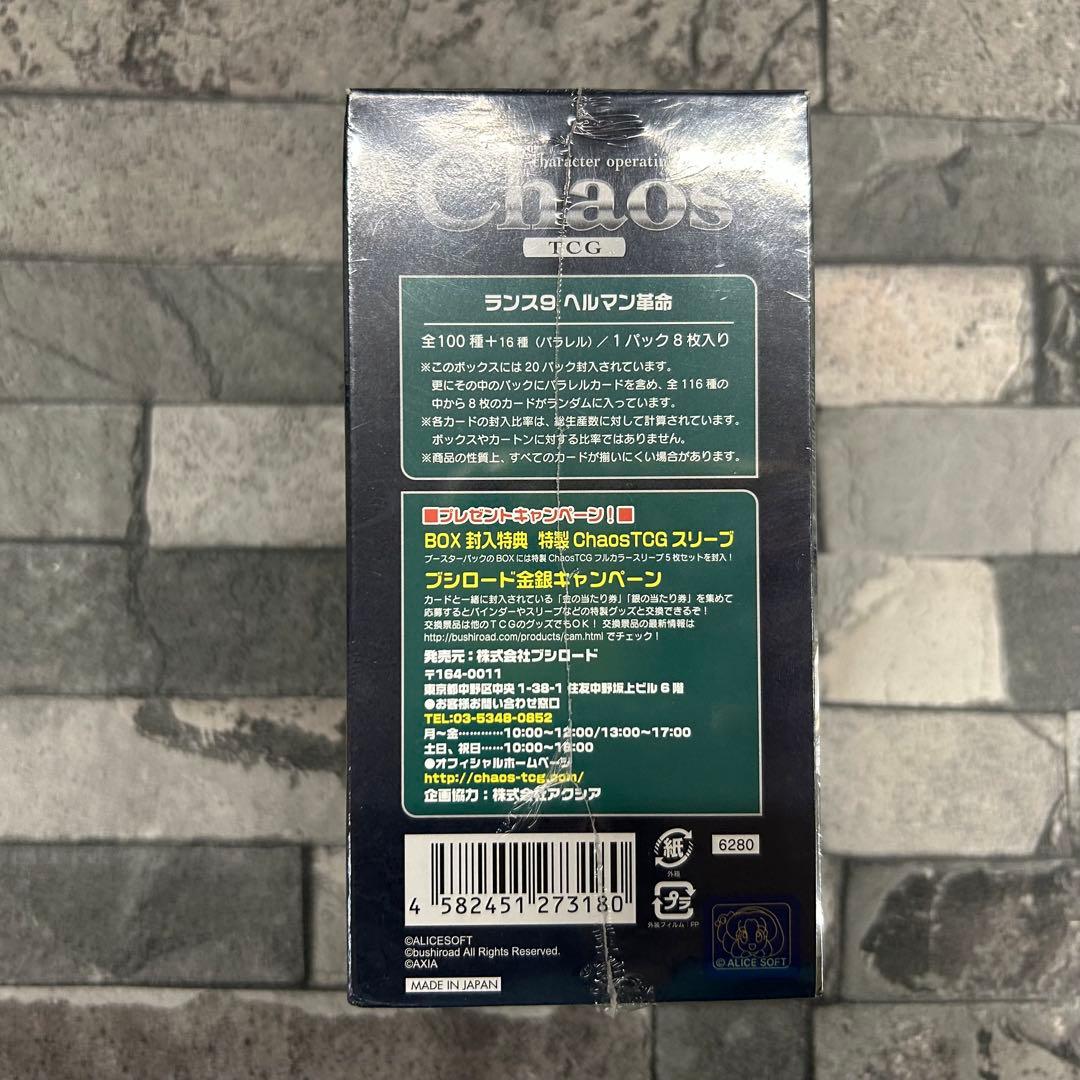 character operating
Chaos
TCG
ランス9 ヘルマン革命
全100種＋16種（パラレル）／1パック8枚入り
※このボックスには20パック封入されています。
更にその中のパックにパラレルカードを含め、全116種の
中から8枚のカードがランダムに入っています。
※各カードの封入比率は、総生産数に対して計算されています。
ボックスやカートンに対する比率ではありません。
※商品の性質上、すべてのカードが揃いにくい場合があります。
■プレゼントキャンペーン！■
BOX 封入特典 特製ChaosTCGスリーブ
ブースターパックのBOXには特製ChaosTCGフルカラースリーブ5枚セットを封入！
ブシロード金銀キャンペーン
カードと一緒に封入されている「金の当たり券」「銀の当たり券」を集めて
応募するとバインダーやスリーブなどの特製グッズと交換できるぞ！
交換景品は他のTCGのグッズでもOK！ 交換景品の最新情報は
http://bushiroad.com/products/cam.html でチェック！
発売元：株式会社ブシロード
〒164-0011
東京都中野区中央1-38-1 住友中野坂上ビル6階
●お客様お問い合わせ窓口
TEL:03-5348-0852
月～金…………10:00～12:00/13:00～17:00
土日、祝日……10:00～16:00
●オフィシャルホームページ
http://chaos-tcg.com/
企画協力：株式会社アクシア
4 582451 273180
紙
外箱
プラ
外装フィルム：PP
6280
©ALICESOFT
©bushiroad All Rights Reserved.
©AXIA
MADE IN JAPAN
© ALICE SOFT